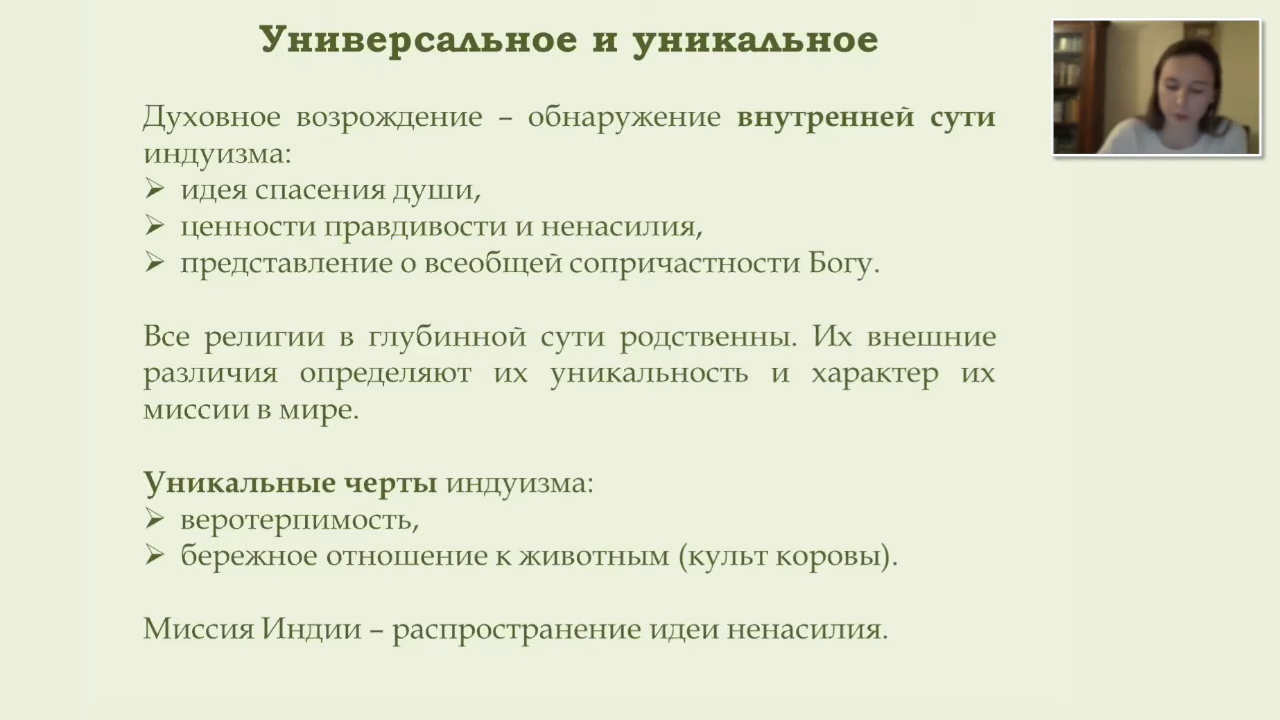 Универсальное и уникальное
Духовное возрождение – обнаружение внутренней сути
индуизма:
➢ идея спасения души,
➢ ценности правдивости и ненасилия,
➢ представление о всеобщей сопричастности Богу.
Все религии в глубинной сути родственны. Их внешние
различия определяют их уникальность и характер их
миссии в мире.
Уникальные черты индуизма:
➢ веротерпимость,
➢ бережное отношение к животным (культ коровы).
Миссия Индии – распространение идеи ненасилия.